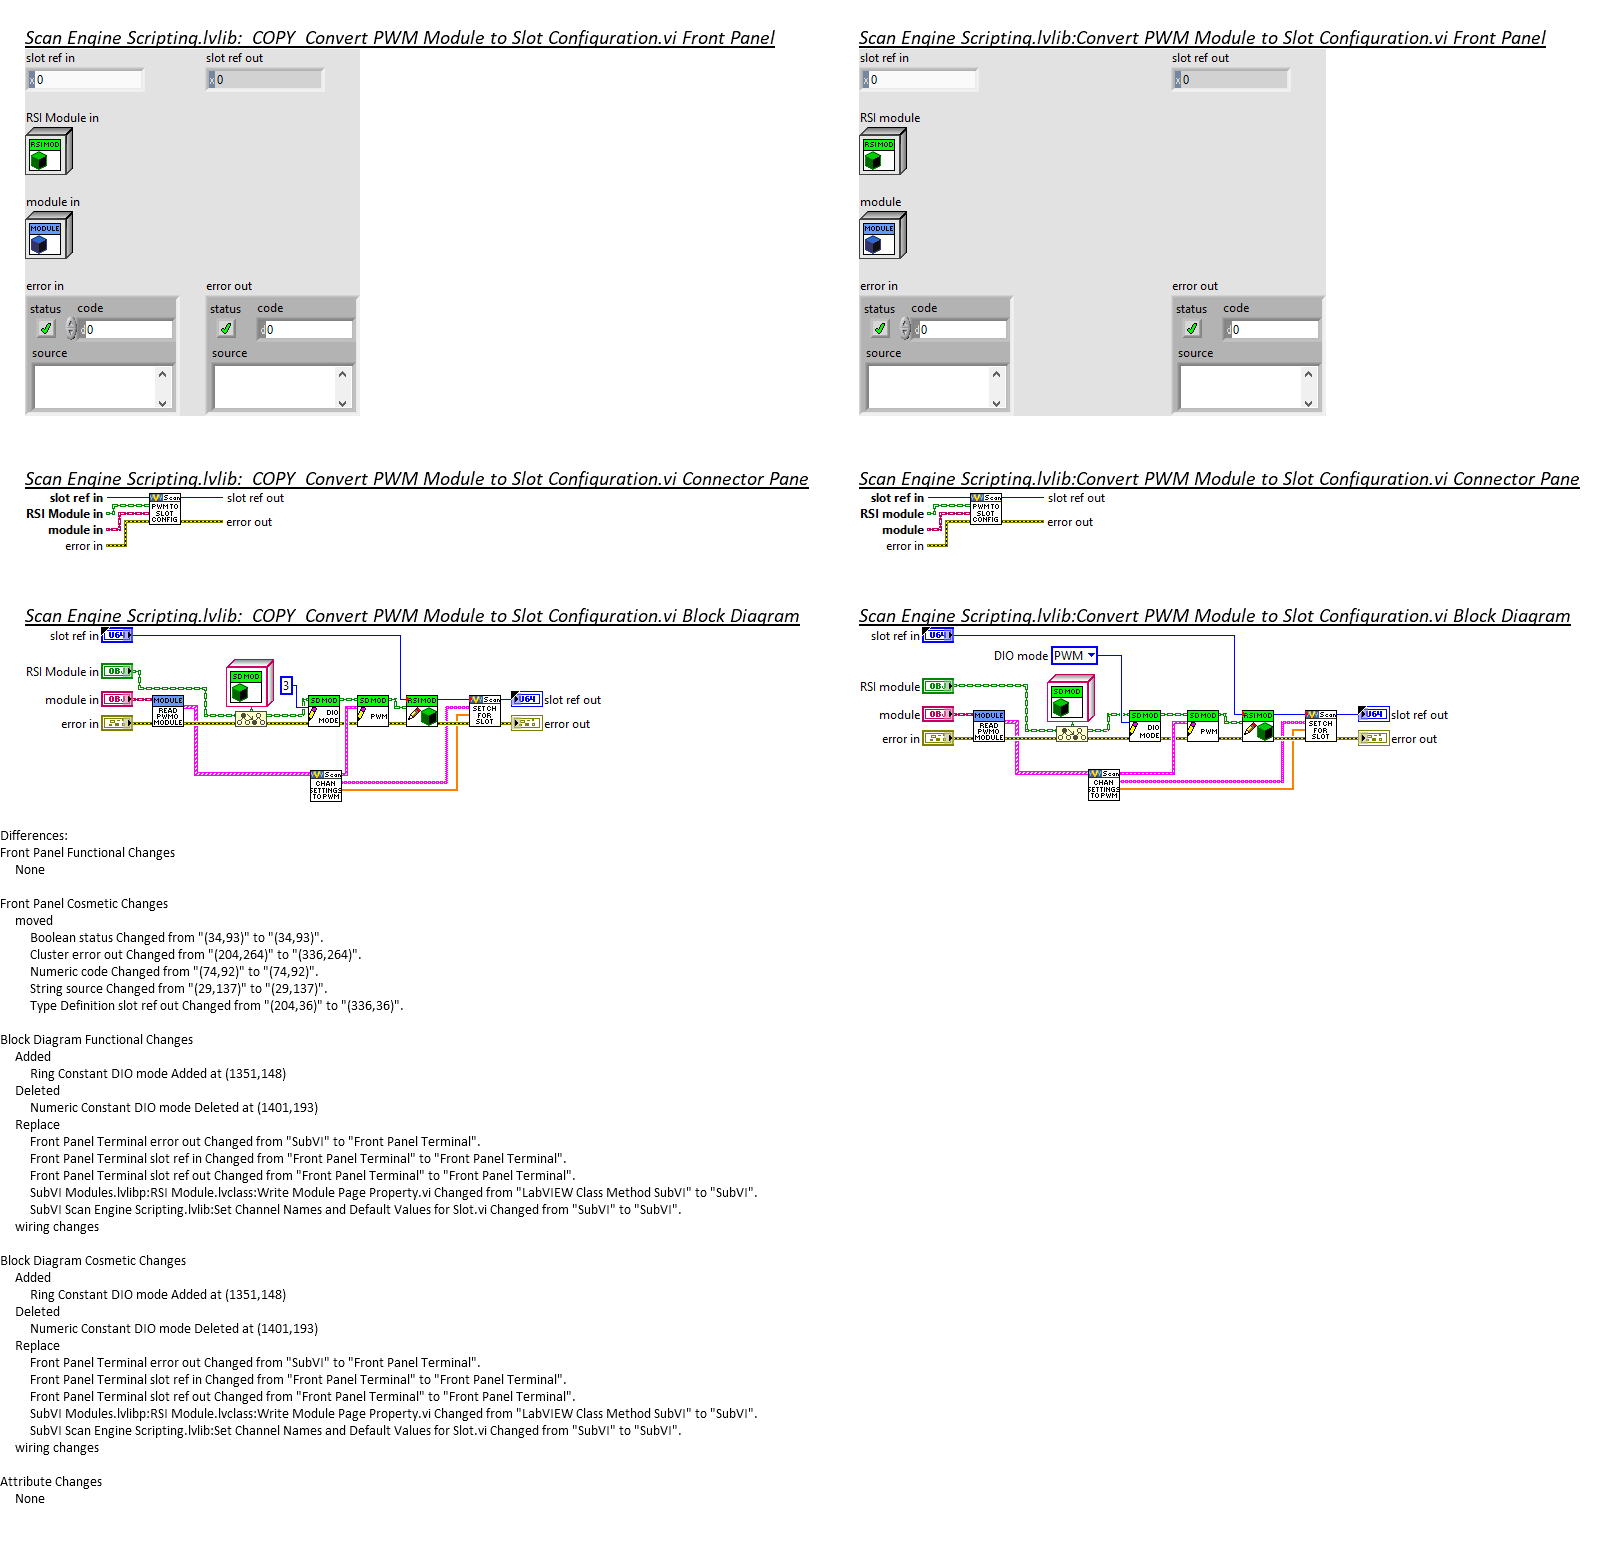 Scan Engine Scripting.lvlib:  COPY  Convert PWM Module to Slot Configuration.vi Front Panel
slot ref in
slot ref out
x 0
x 0
RSI Module in
RSI MOD
module in
MODULE
error in
error out
status
code
status
code
d 0
d 0
source
source
Scan Engine Scripting.lvlib:Convert PWM Module to Slot Configuration.vi Front Panel
slot ref in
slot ref out
x 0
x 0
RSI module
RSI MOD
module
MODULE
error in
error out
status
code
status
code
d 0
d 0
source
source
Scan Engine Scripting.lvlib:  COPY  Convert PWM Module to Slot Configuration.vi Connector Pane
slot ref in
RSI Module in
module in
error in
Scan
PWM TO
SLOT
CONFIG
slot ref out
error out
Scan Engine Scripting.lvlib:Convert PWM Module to Slot Configuration.vi Connector Pane
slot ref in
RSI module
module
error in
Scan
PWM TO
SLOT
CONFIG
slot ref out
error out
Scan Engine Scripting.lvlib:  COPY  Convert PWM Module to Slot Configuration.vi Block Diagram
slot ref in
U64
RSI Module in
OBJ
module in
OBJ
error in
MODULE
READ
PWMO
MODULE
SD MOD
3
SD MOD
DIO
MODE
SD MOD
PWM
RSI MOD
Scan
SET CH
FOR
SLOT
U64
slot ref out
error out
Scan
CHAN
SETTINGS
TO PWM
Scan Engine Scripting.lvlib:Convert PWM Module to Slot Configuration.vi Block Diagram
slot ref in
U64
DIO mode
PWM
RSI module
OBJ
module
OBJ
error in
MODULE
READ
PWMO
MODULE
SD MOD
SD MOD
DIO
MODE
SD MOD
PWM
RSI MOD
Scan
SET CH
FOR
SLOT
U64
slot ref out
error out
Scan
CHAN
SETTINGS
TO PWM
Differences:
Front Panel Functional Changes
None
Front Panel Cosmetic Changes
moved
Boolean status Changed from "(34,93)" to "(34,93)".
Cluster error out Changed from "(204,264)" to "(336,264)".
Numeric code Changed from "(74,92)" to "(74,92)".
String source Changed from "(29,137)" to "(29,137)".
Type Definition slot ref out Changed from "(204,36)" to "(336,36)".
Block Diagram Functional Changes
Added
Ring Constant DIO mode Added at (1351,148)
Deleted
Numeric Constant DIO mode Deleted at (1401,193)
Replace
Front Panel Terminal error out Changed from "SubVI" to "Front Panel Terminal".
Front Panel Terminal slot ref in Changed from "Front Panel Terminal" to "Front Panel Terminal".
Front Panel Terminal slot ref out Changed from "Front Panel Terminal" to "Front Panel Terminal".
SubVI Modules.lvlibp:RSI Module.lvclass:Write Module Page Property.vi Changed from "LabVIEW Class Method SubVI" to "SubVI".
SubVI Scan Engine Scripting.lvlib:Set Channel Names and Default Values for Slot.vi Changed from "SubVI" to "SubVI".
wiring changes
Block Diagram Cosmetic Changes
Added
Ring Constant DIO mode Added at (1351,148)
Deleted
Numeric Constant DIO mode Deleted at (1401,193)
Replace
Front Panel Terminal error out Changed from "SubVI" to "Front Panel Terminal".
Front Panel Terminal slot ref in Changed from "Front Panel Terminal" to "Front Panel Terminal".
Front Panel Terminal slot ref out Changed from "Front Panel Terminal" to "Front Panel Terminal".
SubVI Modules.lvlibp:RSI Module.lvclass:Write Module Page Property.vi Changed from "LabVIEW Class Method SubVI" to "SubVI".
SubVI Scan Engine Scripting.lvlib:Set Channel Names and Default Values for Slot.vi Changed from "SubVI" to "SubVI".
wiring changes
Attribute Changes
None